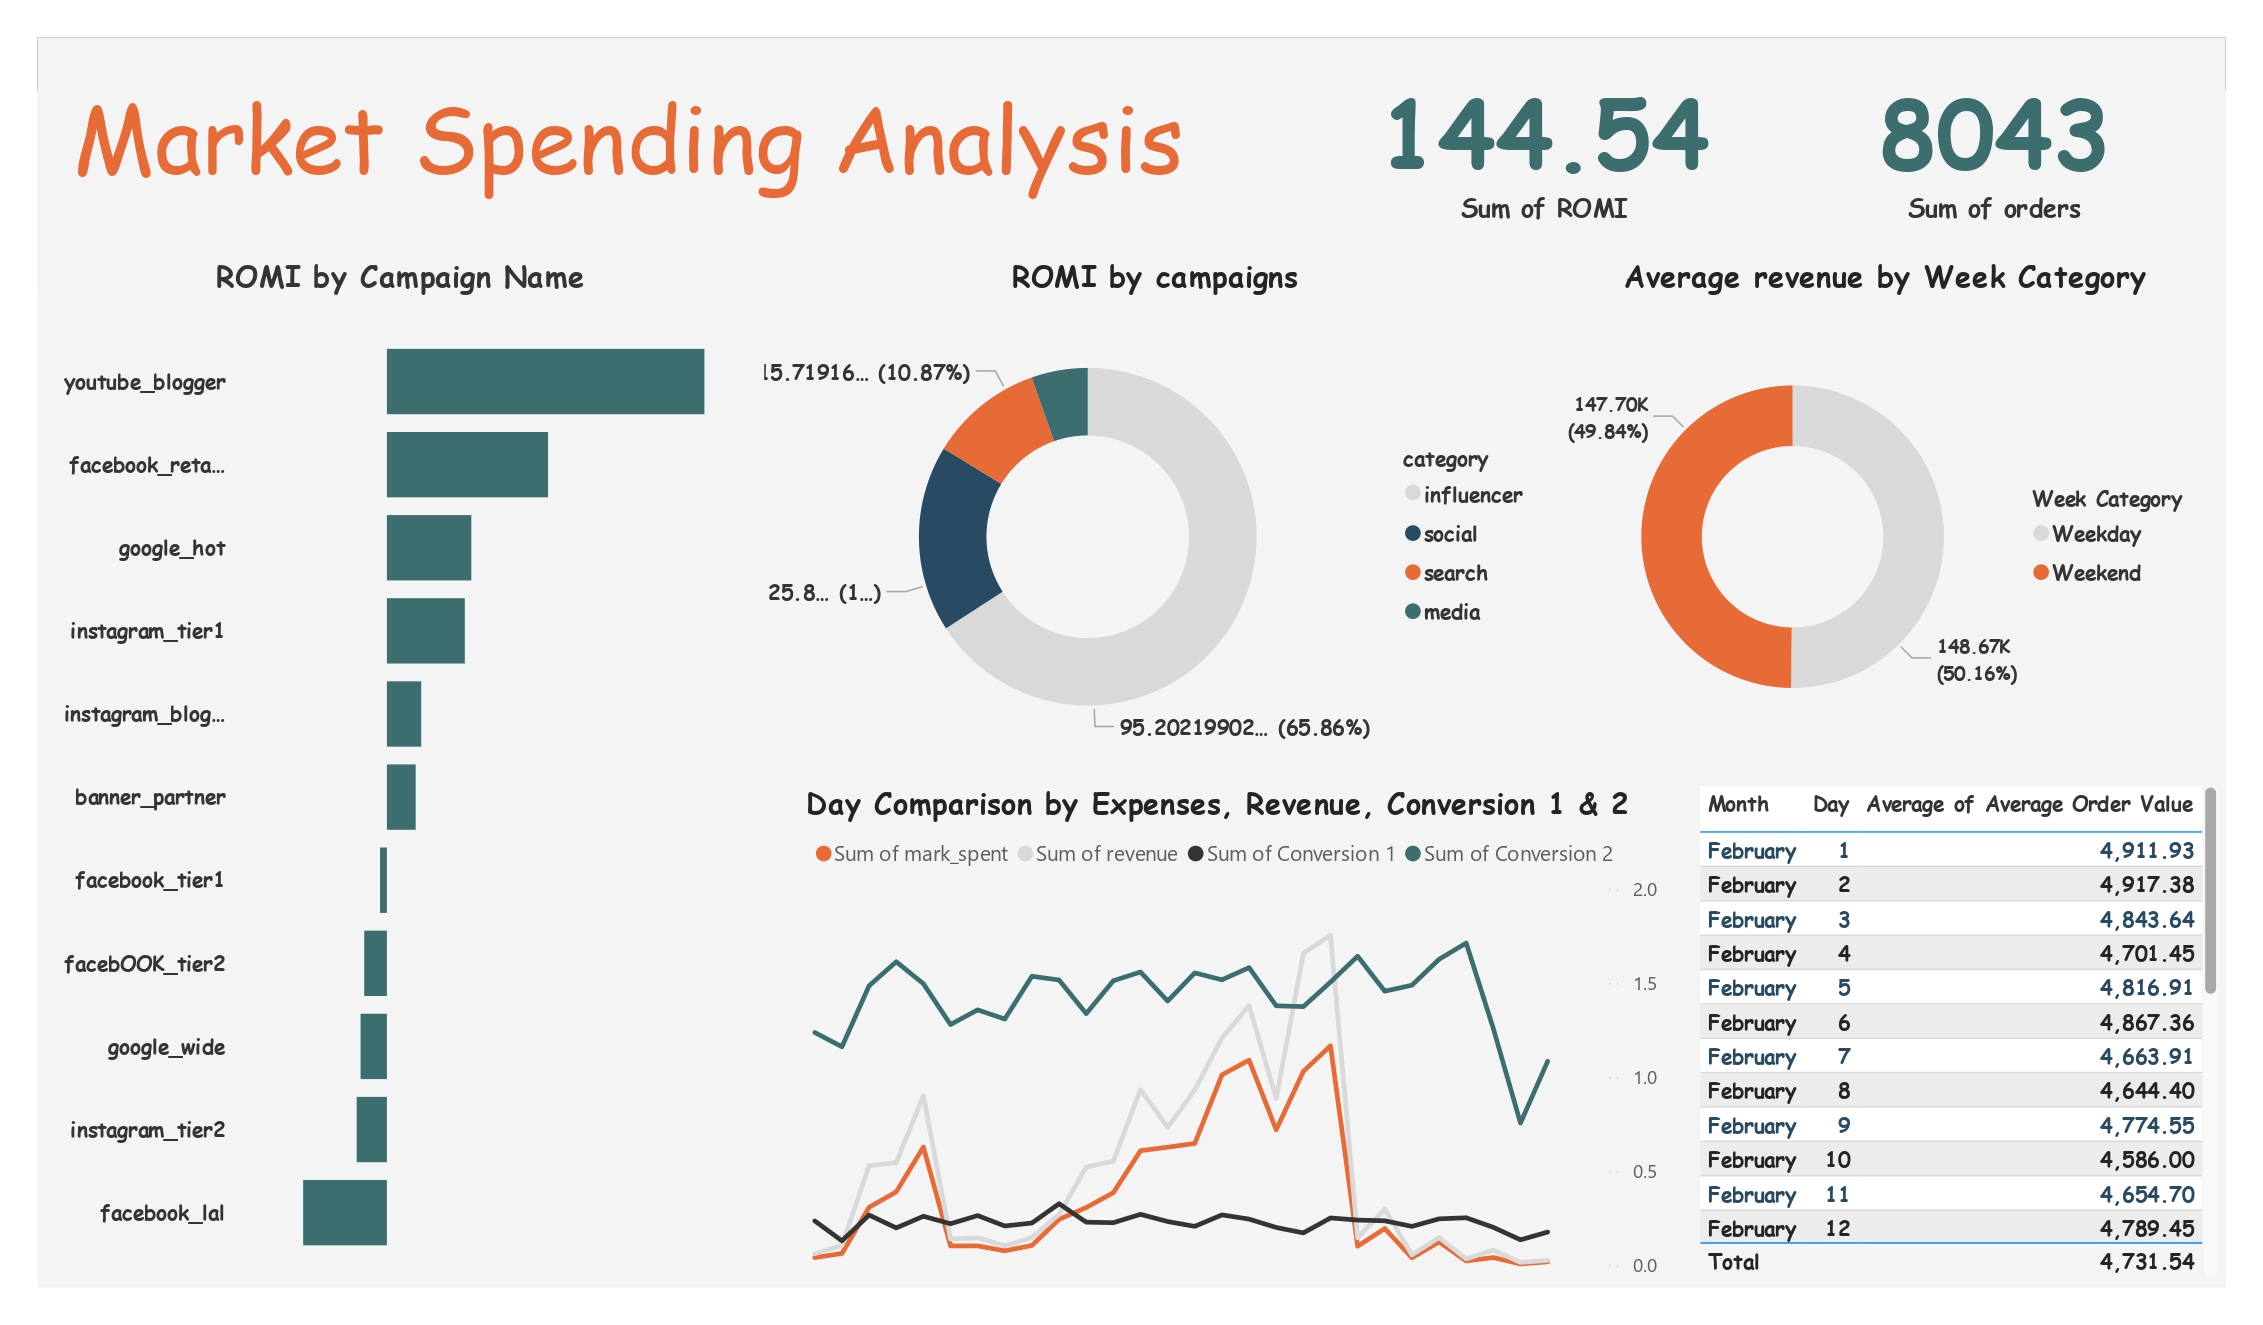 Market Spending Analysis
144.54
Sum of ROMI
8043
Sum of orders
ROMI by Campaign Name
youtube_blogger
facebook_reta...
google_hot
instagram_tier1
instagram_blog...
banner_partner
facebook_tier1
facebOOK_tier2
google_wide
instagram_tier2
facebook_lal
ROMI by campaigns
15.71916... (10.87%)
25.8... (1...)
95.20219902... (65.86%)
category
influencer
social
search
media
Average revenue by Week Category
147.70K
(49.84%)
148.67K
(50.16%)
Week Category
Weekday
Weekend
Day Comparison by Expenses, Revenue, Conversion 1 & 2
Sum of mark_spent Sum of revenue Sum of Conversion 1 Sum of Conversion 2
2.0
1.5
1.0
0.5
0.0
Month Day Average of Average Order Value
February 1 4,911.93
February 2 4,917.38
February 3 4,843.64
February 4 4,701.45
February 5 4,816.91
February 6 4,867.36
February 7 4,663.91
February 8 4,644.40
February 9 4,774.55
February 10 4,586.00
February 11 4,654.70
February 12 4,789.45
Total 4,731.54